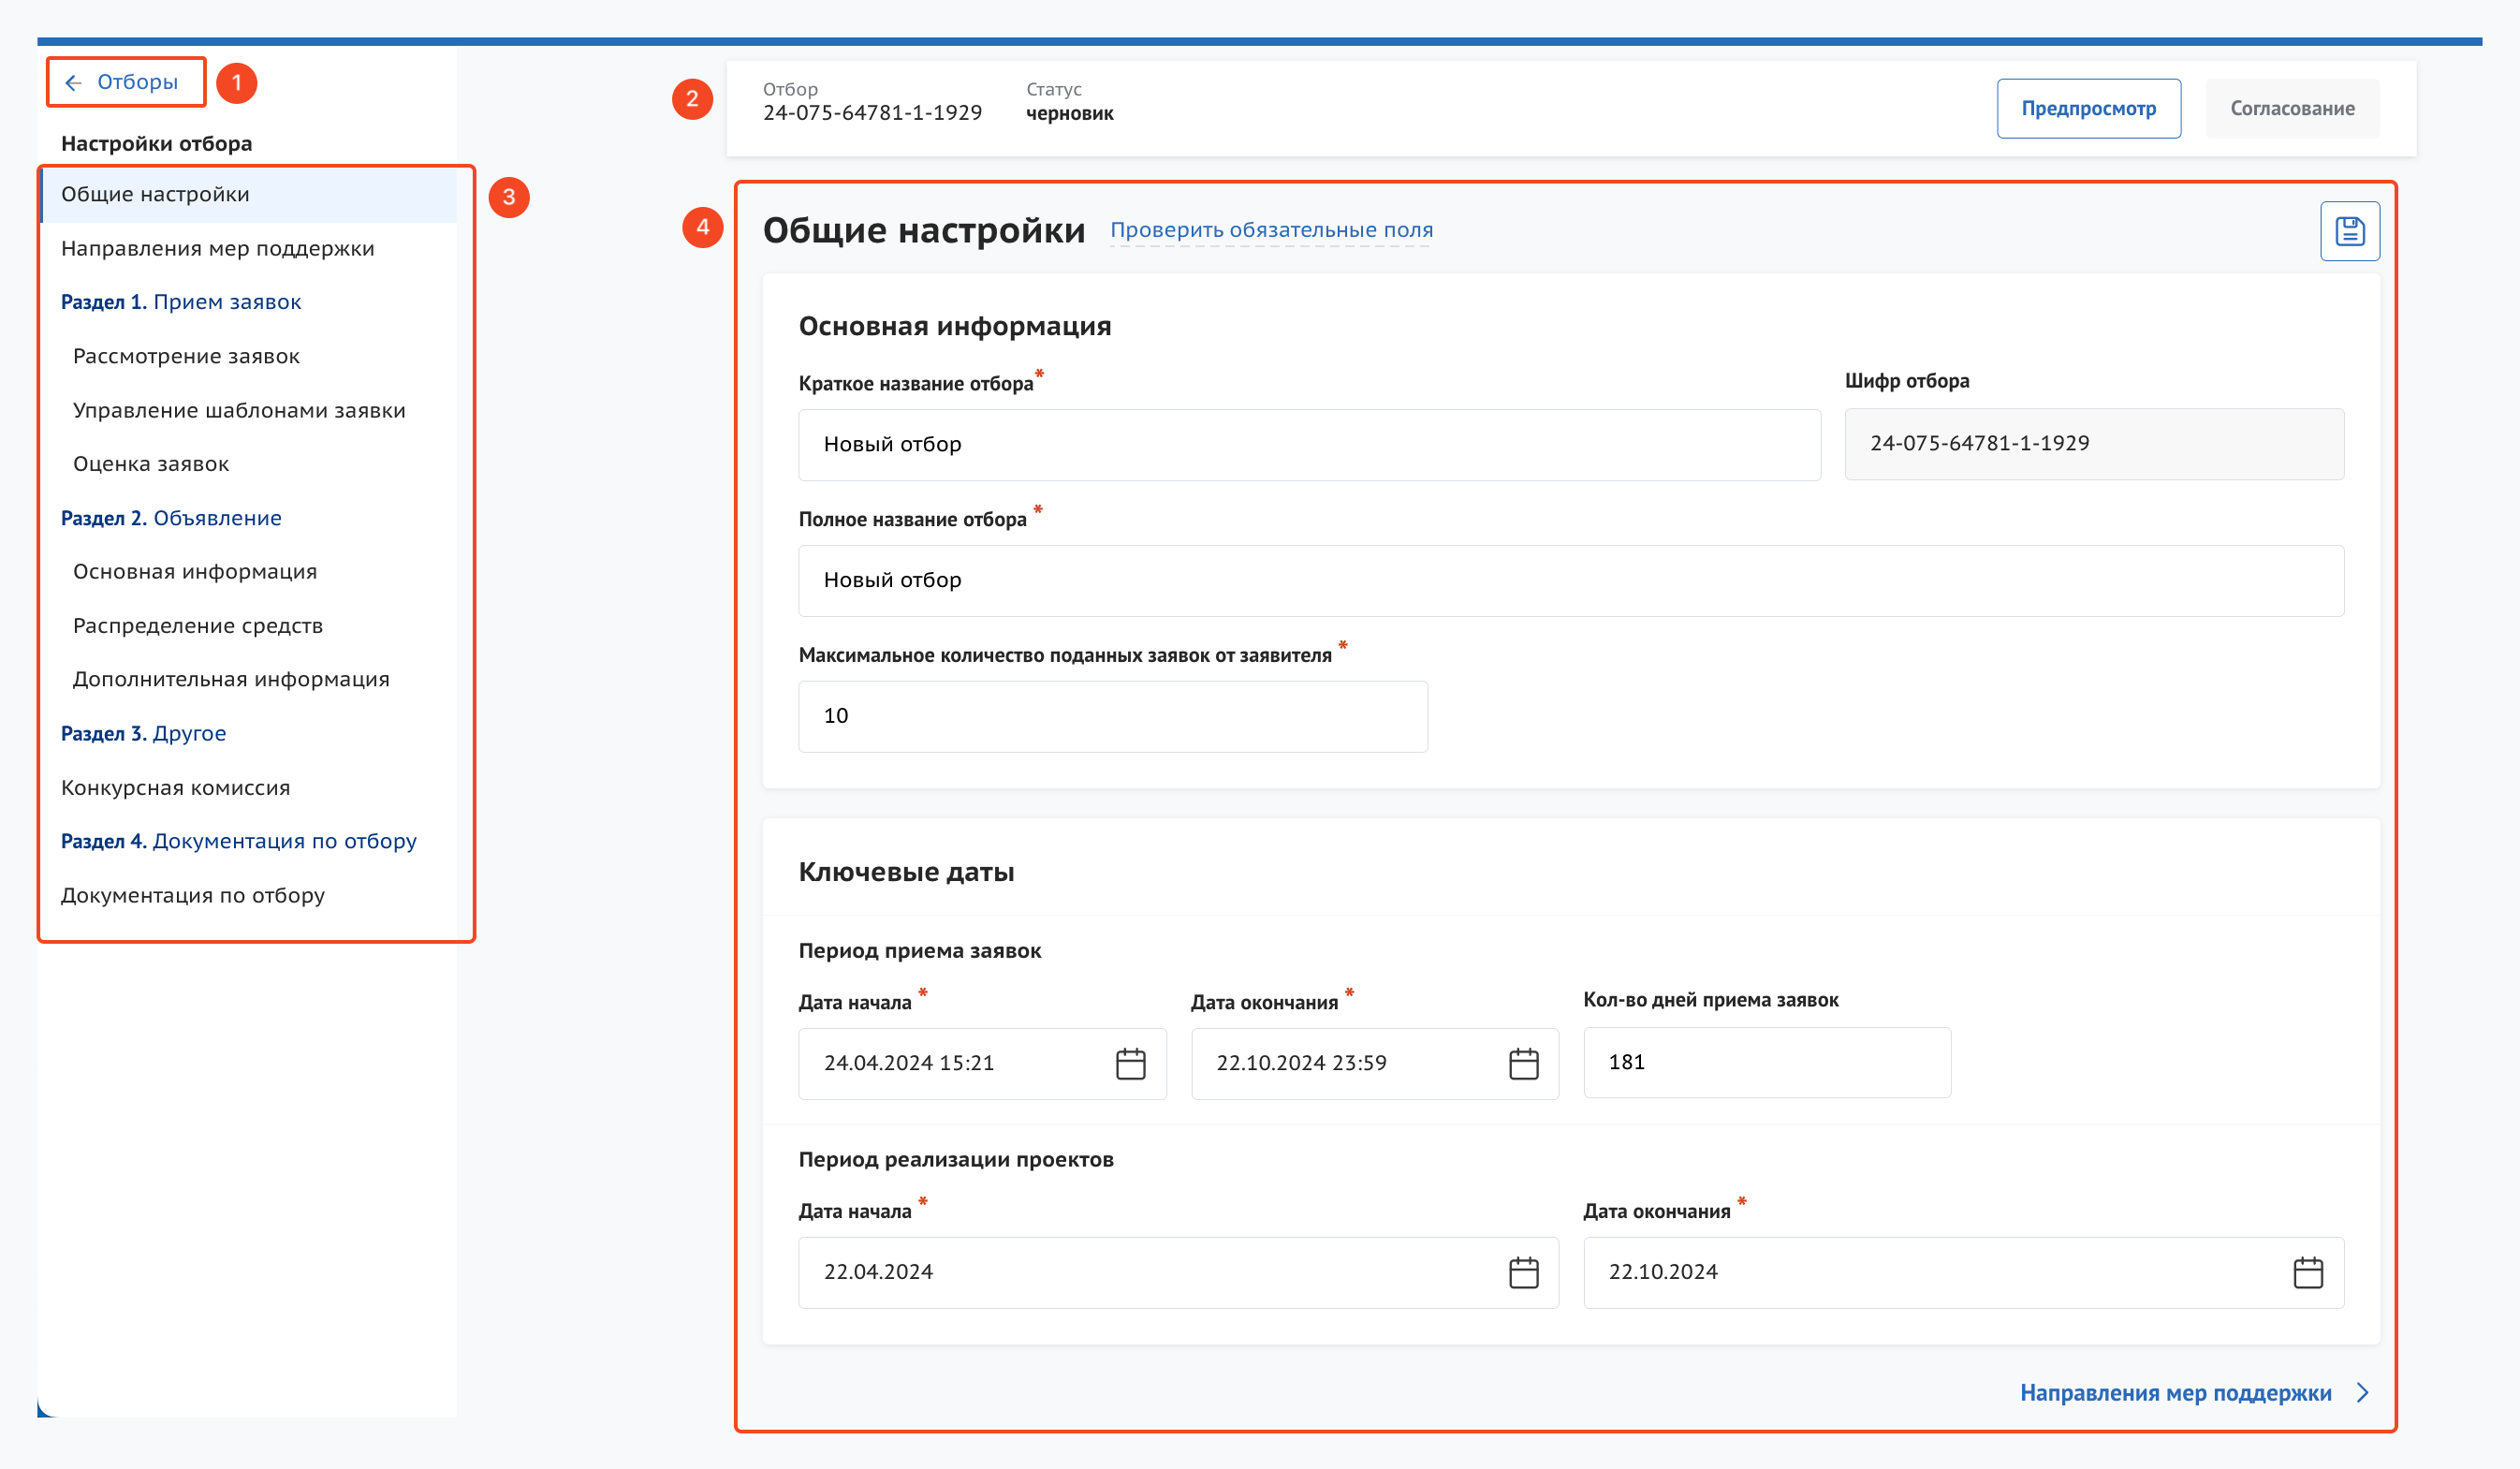 Отборы
1
Настройки отбора
Общие настройки
3
Направления мер поддержки
Раздел 1. Прием заявок
Рассмотрение заявок
Управление шаблонами заявки
Оценка заявок
Раздел 2. Объявление
Основная информация
Распределение средств
Дополнительная информация
Раздел 3. Другое
Конкурсная комиссия
Раздел 4. Документация по отбору
Документация по отбору
2
Отбор
24-075-64781-1-1929
Статус
черновик
Предпросмотр
Согласование
4
Общие настройки
Проверить обязательные поля
Основная информация
Краткое название отбора*
Шифр отбора
Новый отбор
24-075-64781-1-1929
Полное название отбора *
Новый отбор
Максимальное количество поданных заявок от заявителя *
10
Ключевые даты
Период приема заявок
Дата начала *
Дата окончания *
Кол-во дней приема заявок
24.04.2024 15:21
22.10.2024 23:59
181
Период реализации проектов
Дата начала *
Дата окончания *
22.04.2024
22.10.2024
Направления мер поддержки